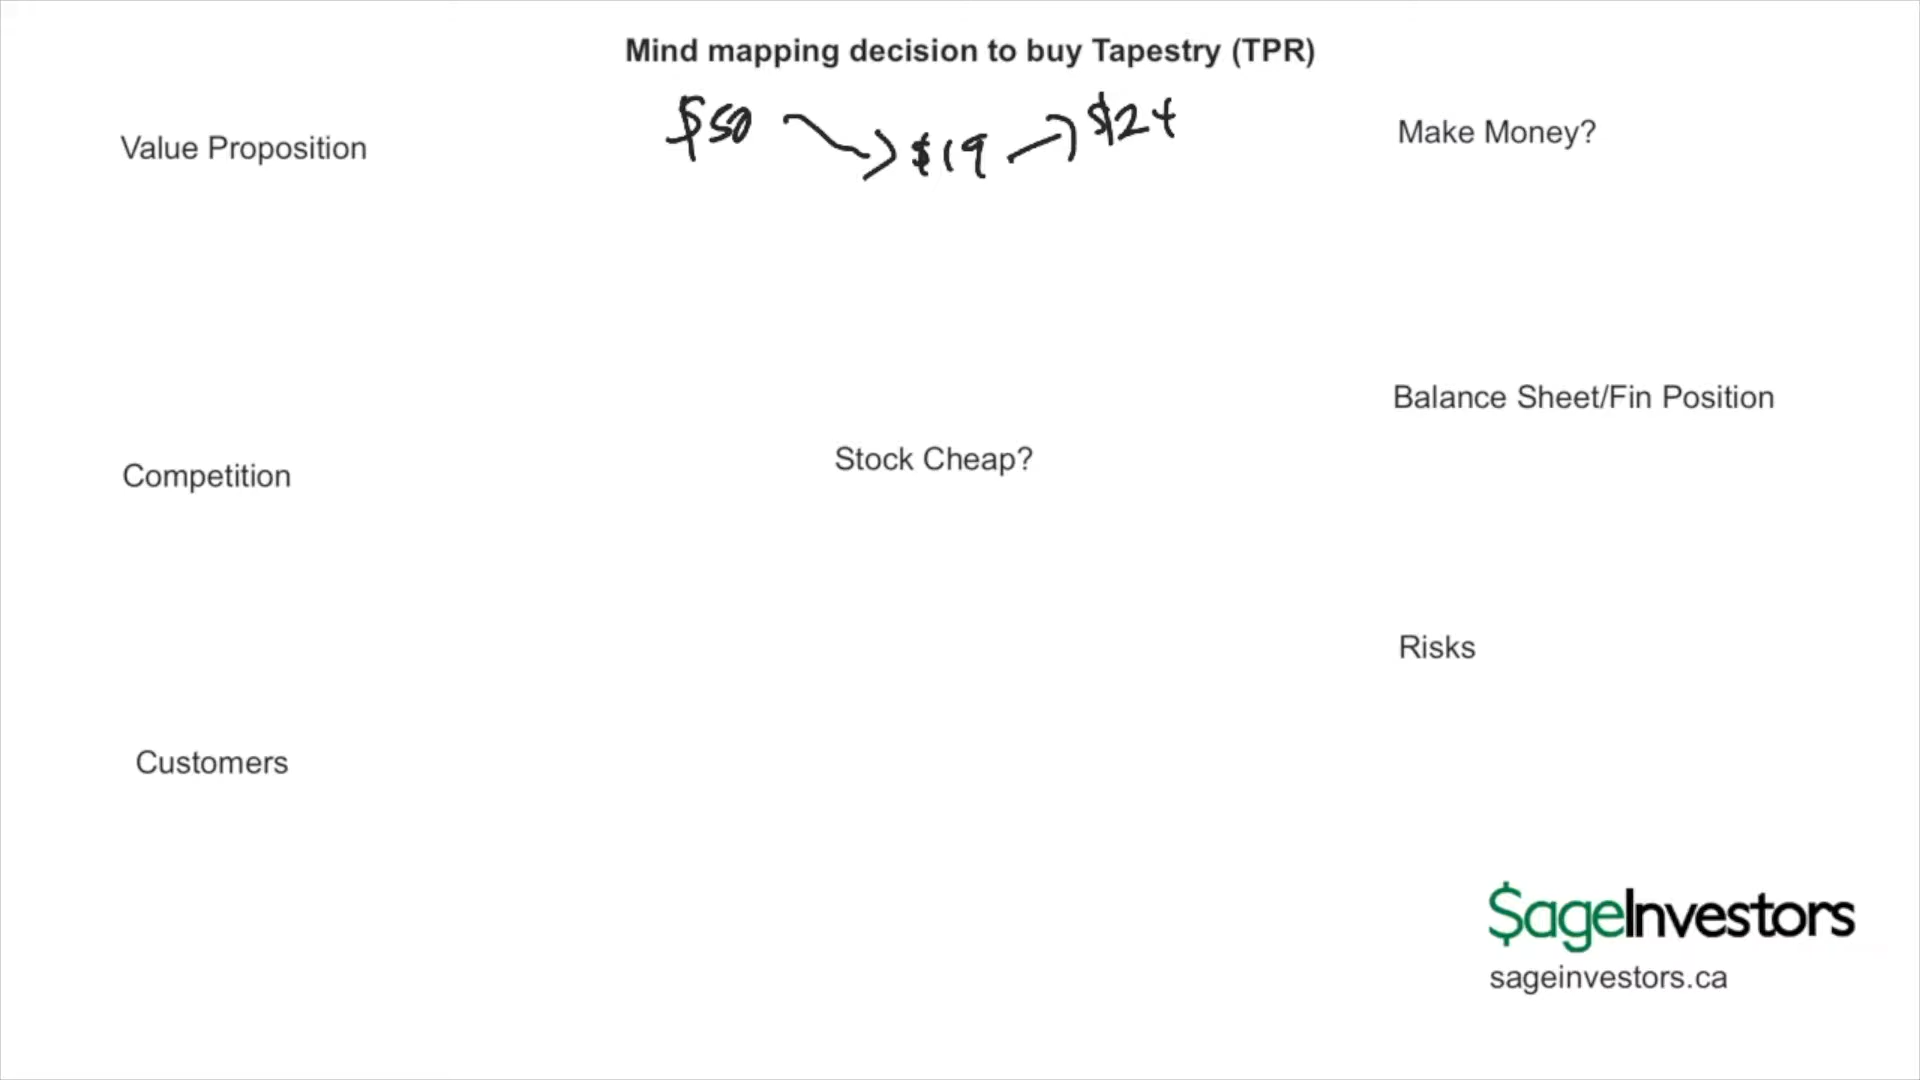 Mind mapping decision to buy Tapestry (TPR)
$50 $19 $24
Value Proposition
Make Money?
Balance Sheet/Fin Position
Stock Cheap?
Competition
Risks
Customers
$ageInvestors
sageinvestors.ca